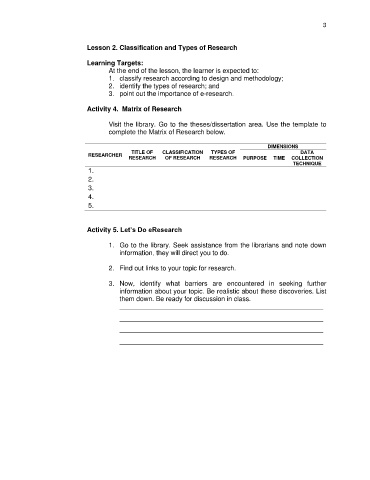 3
Lesson 2. Classification and Types of Research
Learning Targets:
At the end of the lesson, the learner is expected to:
1. classify research according to design and methodology;
2. identify the types of research; and
3. point out the importance of e-research.
Activity 4. Matrix of Research
Visit the library. Go to the theses/dissertation area. Use the template to
complete the Matrix of Research below.
DIMENSIONS
RESEARCHER TITLE OF RESEARCH CLASSIFICATION OF RESEARCH TYPES OF RESEARCH PURPOSE TIME DATA COLLECTION TECHNIQUE
1.
2.
3.
4.
5.
Activity 5. Let's Do eResearch
1. Go to the library. Seek assistance from the librarians and note down
information, they will direct you to do.
2. Find out links to your topic for research.
3. Now, identify what barriers are encountered in seeking further
information about your topic. Be realistic about these discoveries. List
them down. Be ready for discussion in class.